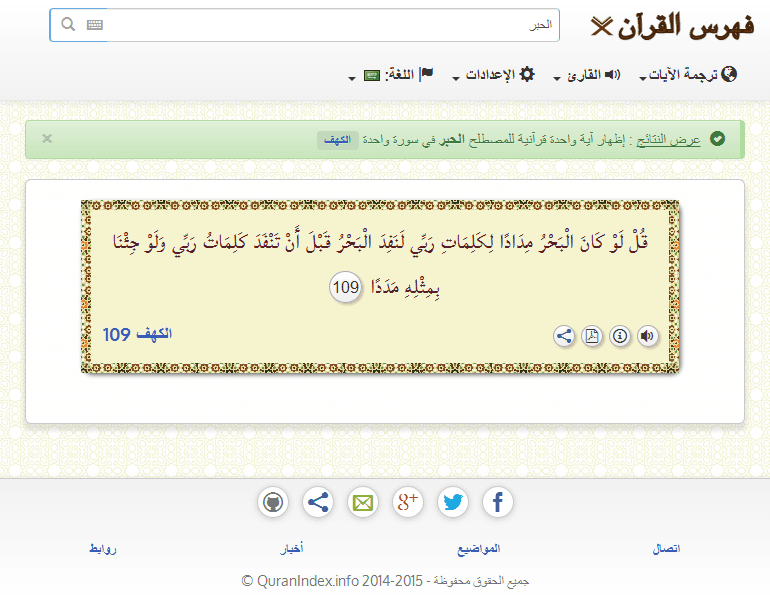 فهرس القرآن
الحبر
ترجمة الآيات
القارئ
الإعدادات
اللغة:
عرض النتائج : إظهار آية واحدة قرآنية للمصطلح الحبر في سورة واحدة الكهف ×
قُلْ لَوْ كَانَ الْبَحْرُ مِدَادًا لِكَلِمَاتِ رَبِّي لَنَفِدَ الْبَحْرُ قَبْلَ أَنْ تَنْفَدَ كَلِمَاتُ رَبِّي وَلَوْ جِئْنَا
بِمِثْلِهِ مَدَدًا 109
الكهف 109
اتصال
المواضيع
أخبار
روابط
جميع الحقوق محفوظة - QuranIndex.info 2014-2015 ©